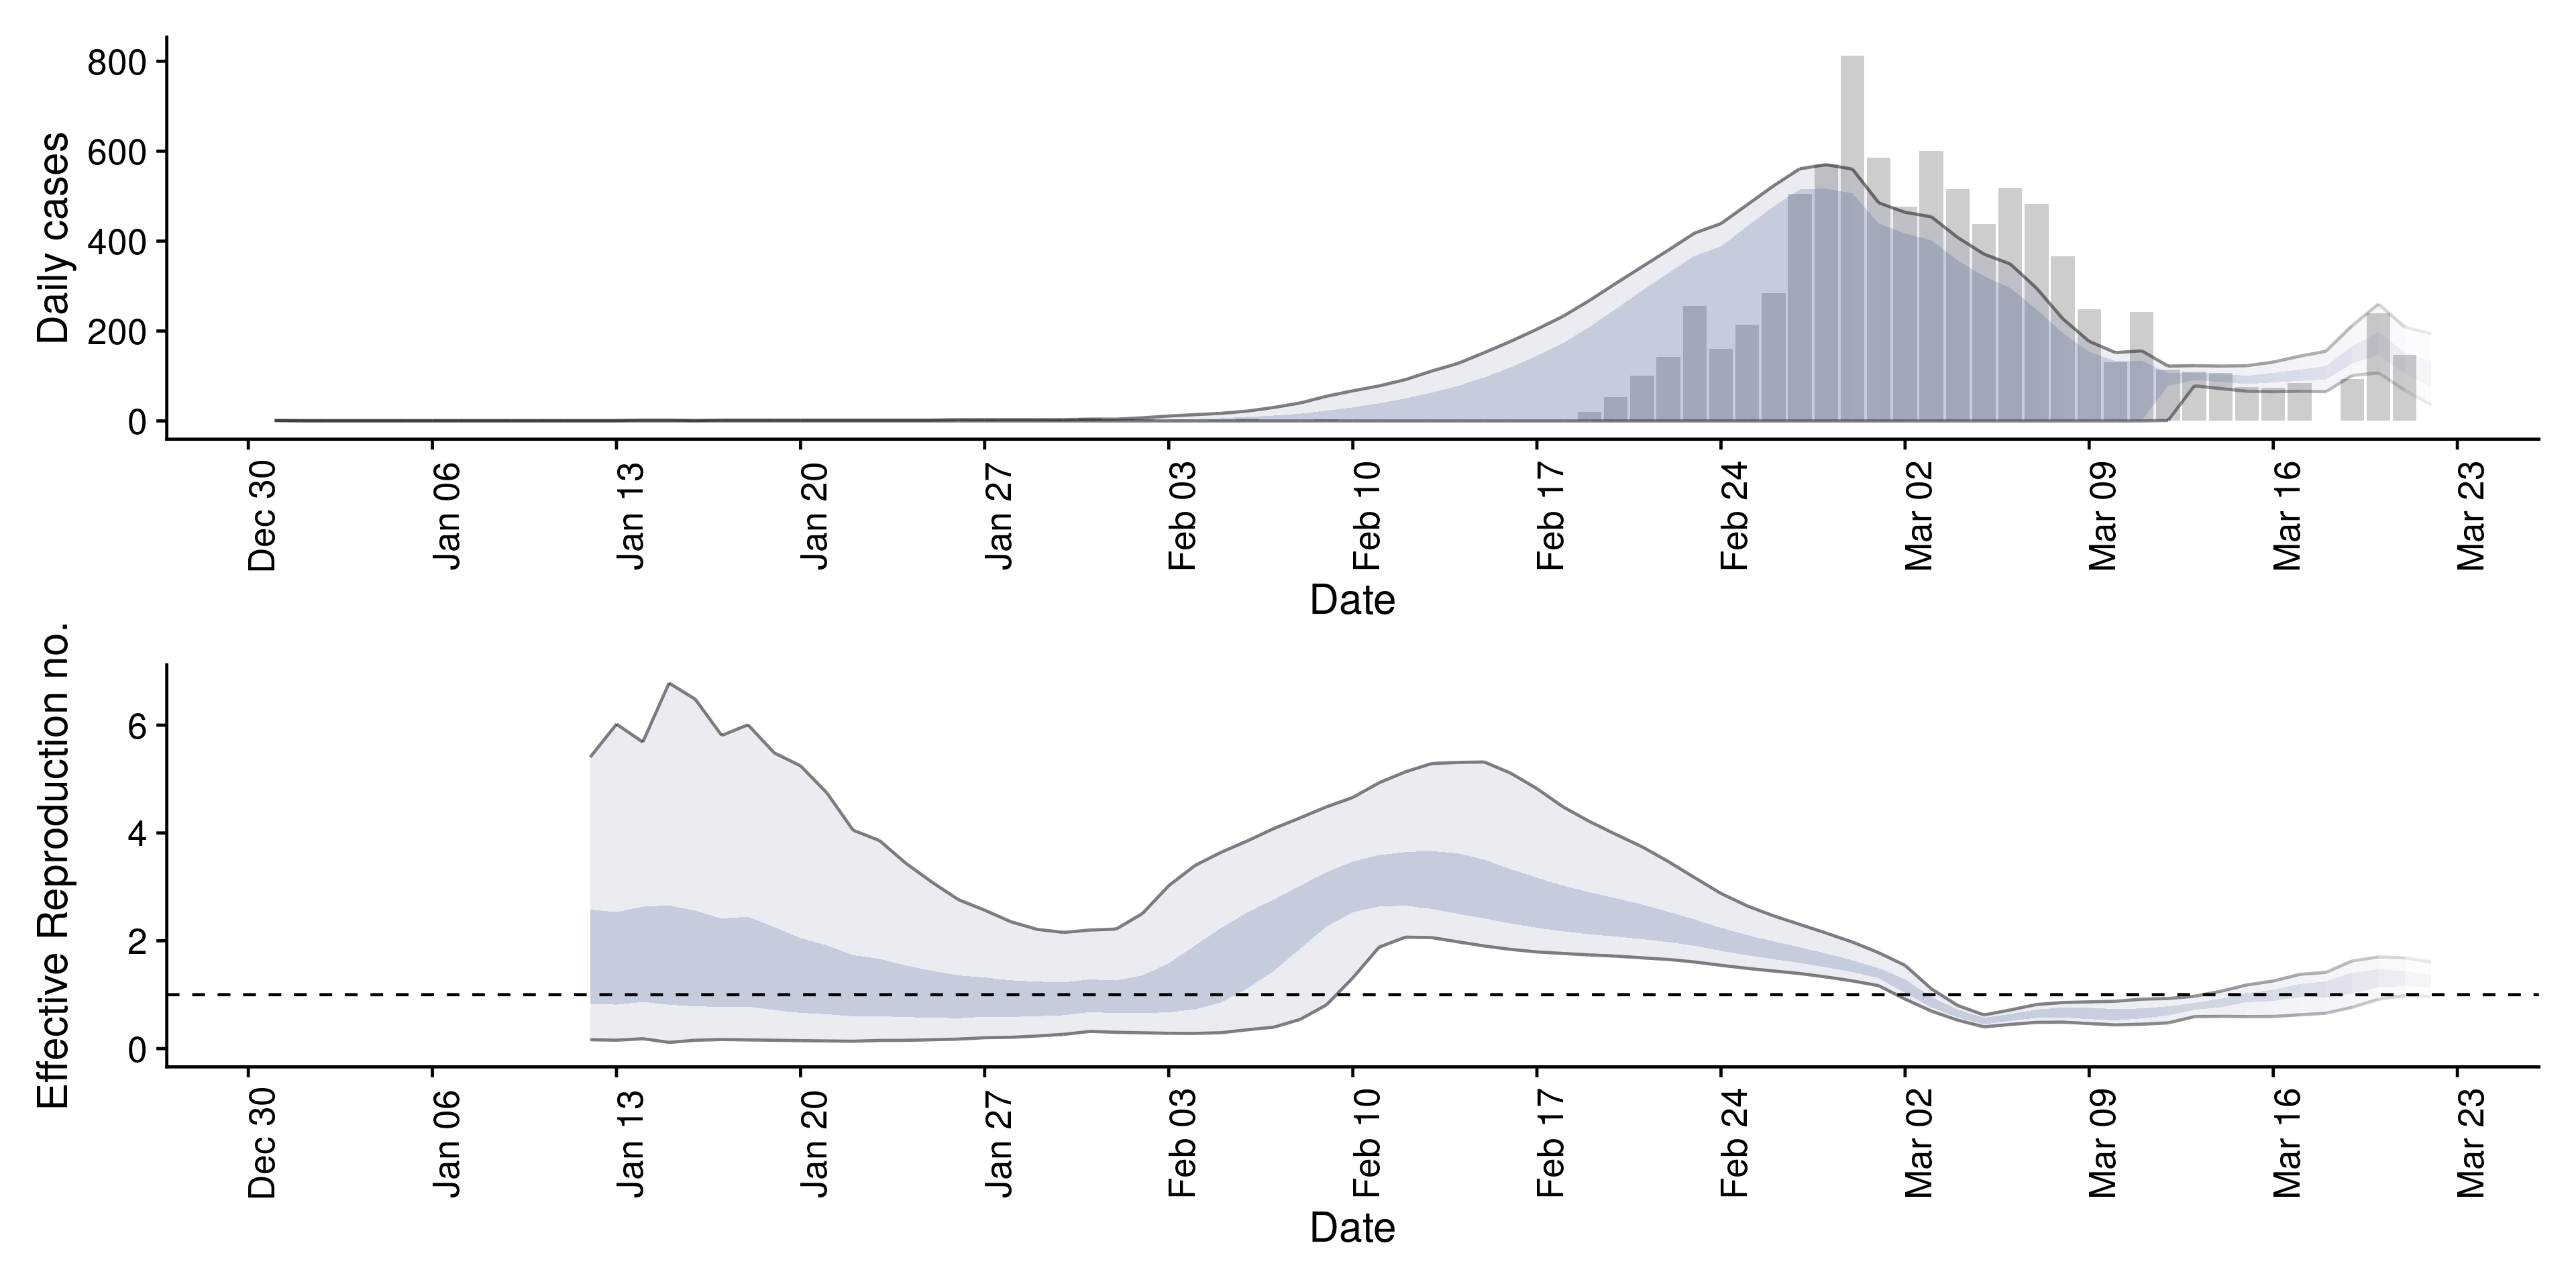 Daily cases
800
600
400
200
0
Dec 30
Jan 06
Jan 13
Jan 20
Jan 27
Feb 03
Feb 10
Feb 17
Feb 24
Mar 02
Mar 09
Mar 16
Mar 23
Date
Effective Reproduction no.
6
4
2
0
Dec 30
Jan 06
Jan 13
Jan 20
Jan 27
Feb 03
Feb 10
Feb 17
Feb 24
Mar 02
Mar 09
Mar 16
Mar 23
Date